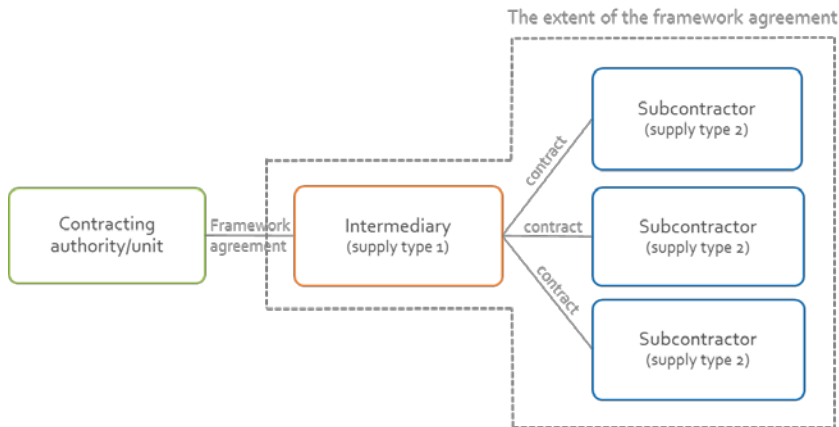 The extent of the framework agreement
Contracting
authority/unit
Framework
agreement
Intermediary
(supply type 1)
contract
contract
contract
Subcontractor
(supply type 2)
Subcontractor
(supply type 2)
Subcontractor
(supply type 2)